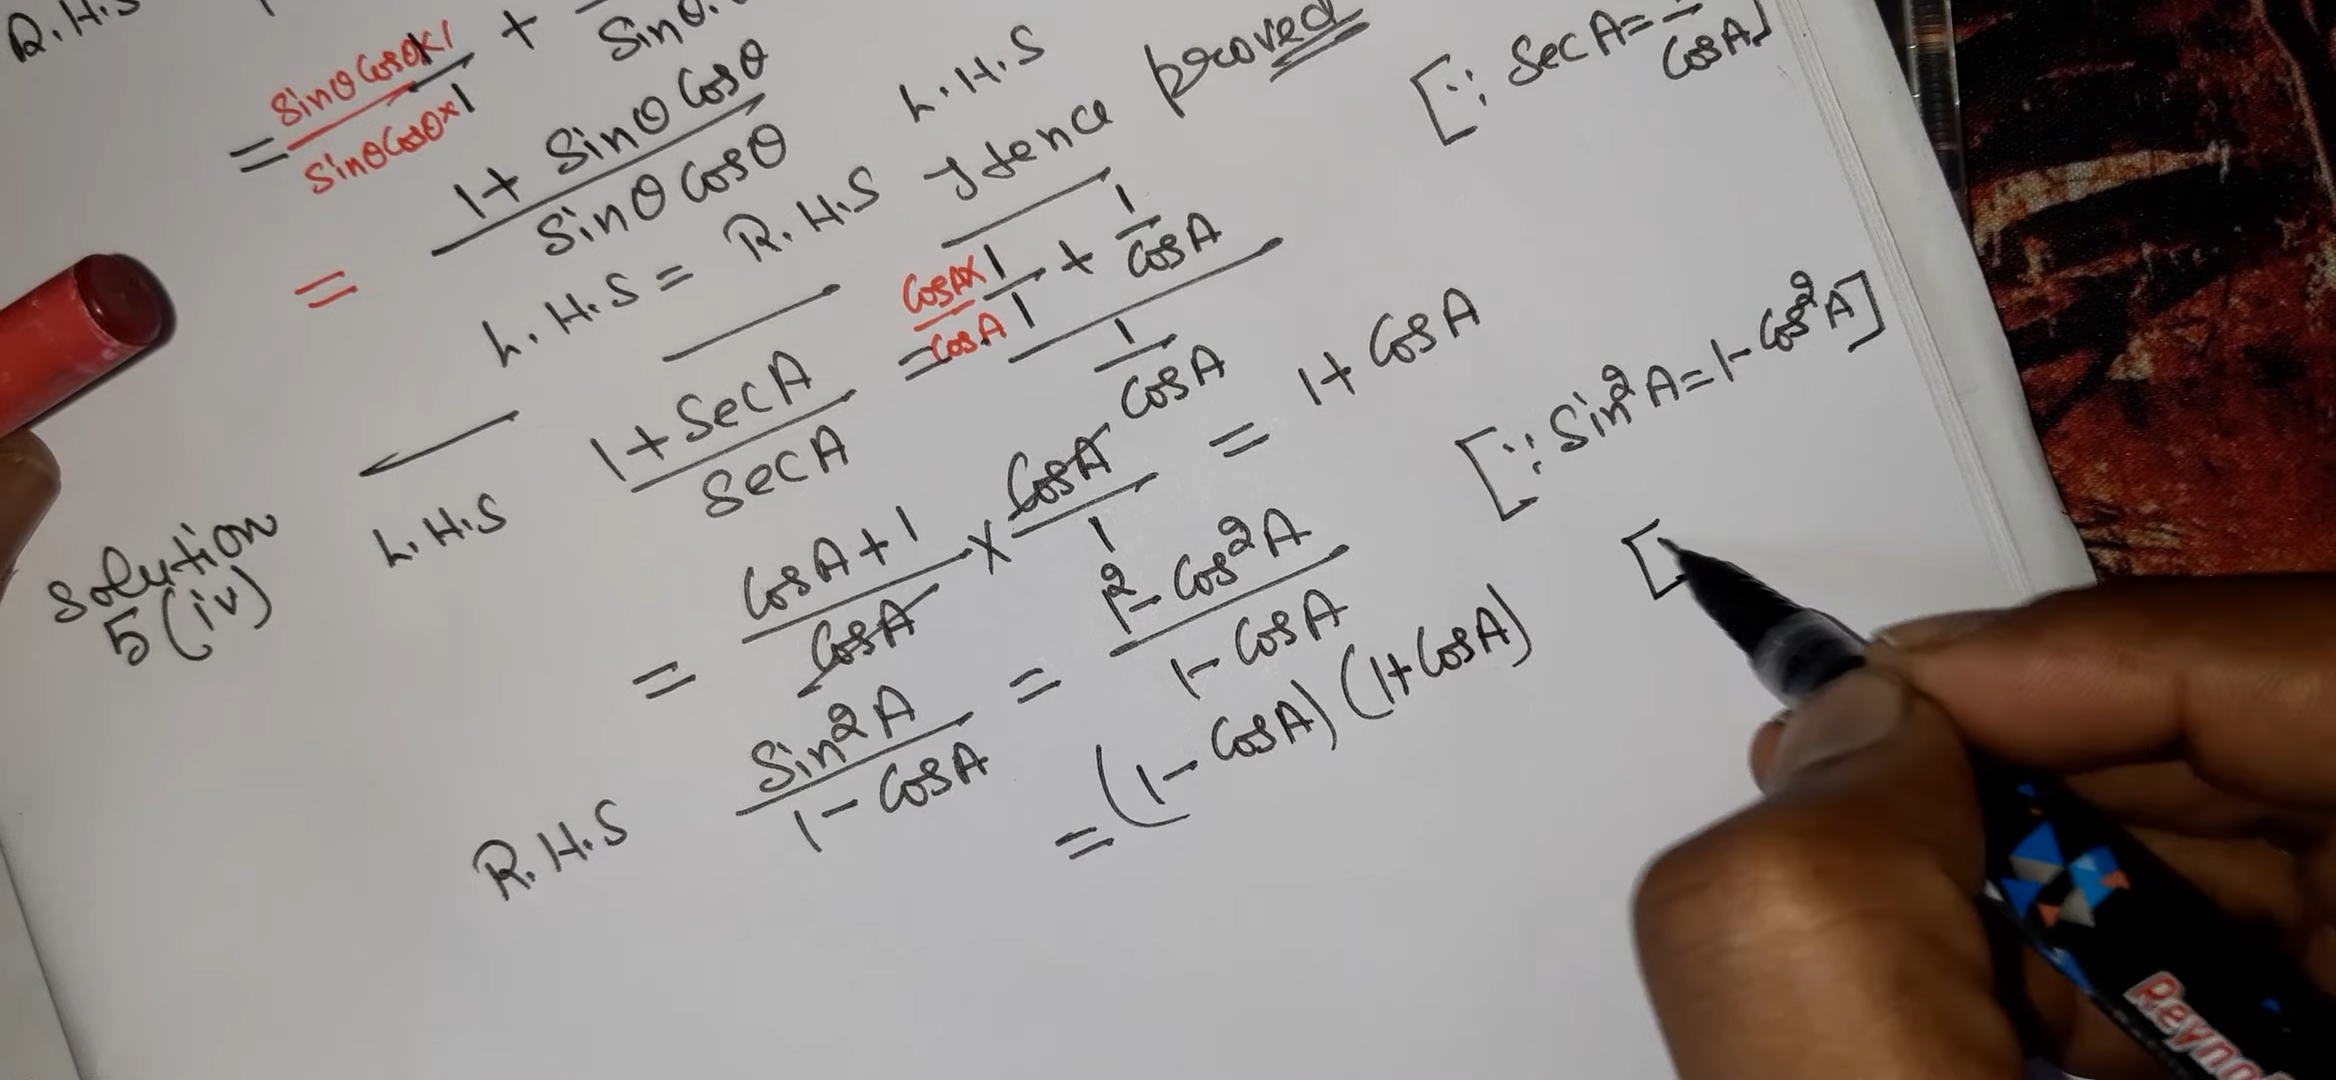 R.H.S
= sinθ cosθ×1 / sinθ cosθ×1 +
Sinθ.
= 1+ Sinθ Cosθ / Sinθ Cosθ
L.H.S = R.H.S Hence proved
L.H.S
Solution 5(iv)
L.H.S 1+SecA / SecA = cosA×1 / cosA 1 + 1 / CosA / 1 / CosA [∵ SecA = 1 / CosA]
= CosA+1 / CosA × CosA / 1 = 1+ CosA
R.H.S Sin²A / 1-CosA = 1²-Cos²A / 1-CosA [∵ Sin²A=1-Cos²A]
= (1-CosA) (1+CosA) [
Reyno